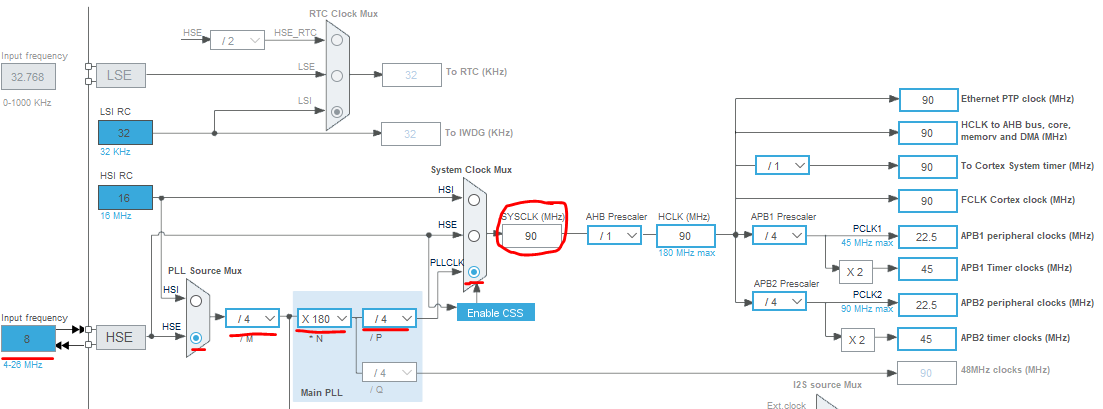 RTC Clock Mux
HSE
/ 2
HSE_RTC
Input frequency
32.768
0-1000 KHz
LSE
LSE
32
To RTC (KHz)
LSI
LSI RC
32
32 KHz
32
To IWDG (KHz)
HSI RC
16
16 MHz
System Clock Mux
HSI
HSE
PLLCLK
SYSCLK (MHz)
90
AHB Prescaler
/ 1
HCLK (MHz)
90
180 MHz max
90
Ethernet PTP clock (MHz)
90
HCLK to AHB bus, core,
memory and DMA (MHz)
/ 1
90
To Cortex System timer (MHz)
90
FCLK Cortex clock (MHz)
APB1 Prescaler
/ 4
PCLK1
45 MHz max
22.5
APB1 peripheral clocks (MHz)
X 2
45
APB1 Timer clocks (MHz)
APB2 Prescaler
/ 4
PCLK2
90 MHz max
22.5
APB2 peripheral clocks (MHz)
X 2
45
APB2 timer clocks (MHz)
90
48MHz clocks (MHz)
PLL Source Mux
HSI
HSE
Input frequency
8
4-26 MHz
HSE
/ 4
/ M
X 180
* N
/ 4
/ P
/ 4
/ Q
Main PLL
Enable CSS
I2S source Mux
Ext.clock